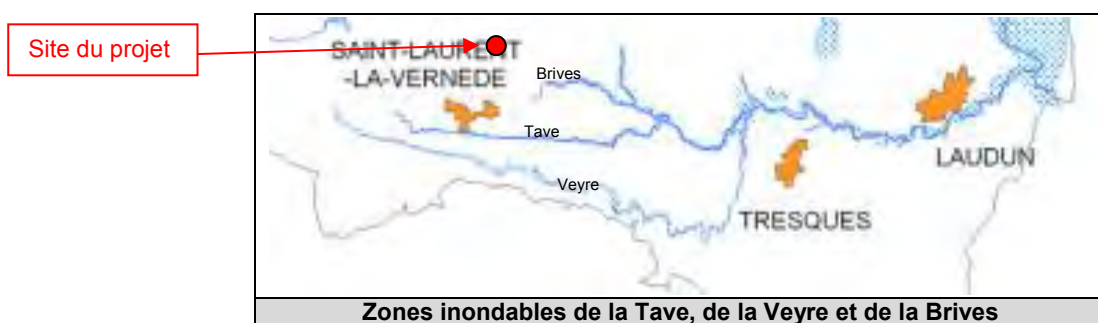 Site du projet
SAINT-LAURENT
-LA-VERNEDE
Brives
Tave
Veyre
LAUDUN
TRESQUES
Zones inondables de la Tave, de la Veyre et de la Brives